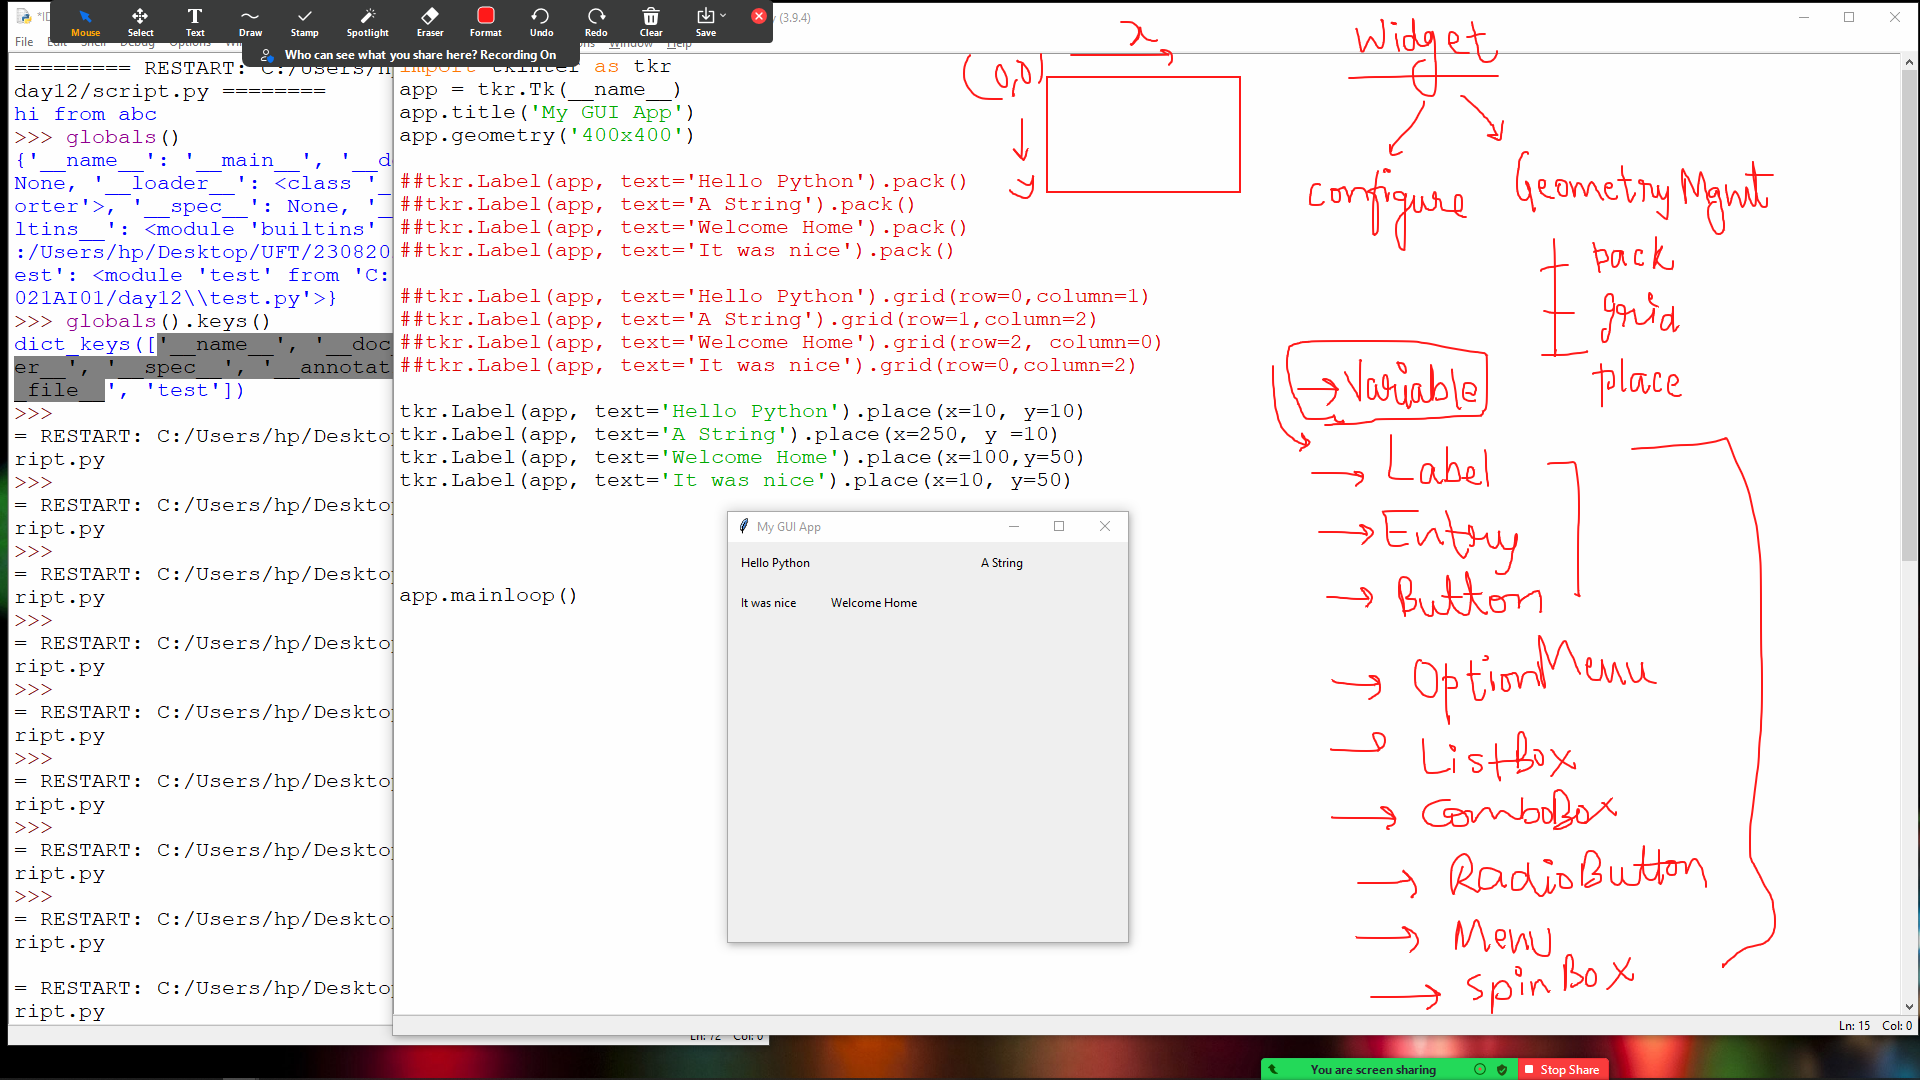 Mouse Select Text Draw Stamp Spotlight Eraser Format Undo Redo Clear Save
Who can see what you share here? Recording On
y (3.9.4)
File
Window Help
========= RESTART: C:/Users/hp
day12/script.py ========
hi from abc
>>> globals()
{'__name__': '__main__', '__do
None, '__loader__': <class '_
orter'>, '__spec__': None, '__
ltins__': <module 'builtins'
:/Users/hp/Desktop/UFT/230820
est': <module 'test' from 'C:
021AI01/day12\\test.py'>}
>>> globals().keys()
dict_keys(['__name__', '__doc
er__', '__spec__', '__annotat
_file__', 'test'])
>>>
= RESTART: C:/Users/hp/Deskto
ript.py
>>>
= RESTART: C:/Users/hp/Deskto
ript.py
>>>
= RESTART: C:/Users/hp/Deskto
ript.py
>>>
= RESTART: C:/Users/hp/Deskto
ript.py
>>>
= RESTART: C:/Users/hp/Deskto
ript.py
>>>
= RESTART: C:/Users/hp/Deskto
ript.py
>>>
= RESTART: C:/Users/hp/Deskto
ript.py
>>>
= RESTART: C:/Users/hp/Deskto
ript.py
= RESTART: C:/Users/hp/Deskto
ript.py
Ln: 72 Col: 0
import tkinter as tkr
app = tkr.Tk(__name__)
app.title('My GUI App')
app.geometry('400x400')
##tkr.Label(app, text='Hello Python').pack()
##tkr.Label(app, text='A String').pack()
##tkr.Label(app, text='Welcome Home').pack()
##tkr.Label(app, text='It was nice').pack()
##tkr.Label(app, text='Hello Python').grid(row=0,column=1)
##tkr.Label(app, text='A String').grid(row=1,column=2)
##tkr.Label(app, text='Welcome Home').grid(row=2, column=0)
##tkr.Label(app, text='It was nice').grid(row=0,column=2)
tkr.Label(app, text='Hello Python').place(x=10, y=10)
tkr.Label(app, text='A String').place(x=250, y =10)
tkr.Label(app, text='Welcome Home').place(x=100,y=50)
tkr.Label(app, text='It was nice').place(x=10, y=50)
app.mainloop()
My GUI App
Hello Python A String
It was nice Welcome Home
x
(0,0)
y
Widget
configure
Geometry Mgmt
pack
grid
place
Variable
Label
Entry
Button
OptionMenu
ListBox
ComboBox
RadioButton
Menu
SpinBox
Ln: 15 Col: 0
You are screen sharing
Stop Share